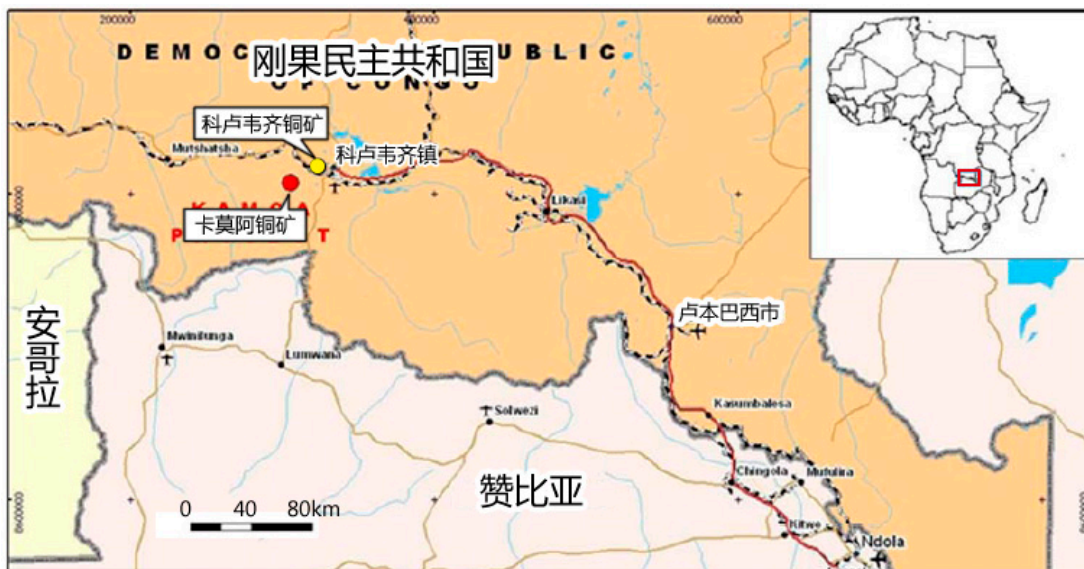 200000
400000
600000
DEMOC
UBLIC
刚果民主共和国
OF CONGO
科卢韦齐铜矿
Mutshatsha
科卢韦齐镇
卡莫阿铜矿
Likasi
卢本巴西市
安哥拉
Mwinilunga
Lumwana
Solwezi
Kasumbalesa
赞比亚
Chingola
Mufulira
0 40 80km
Kitwe
Ndola